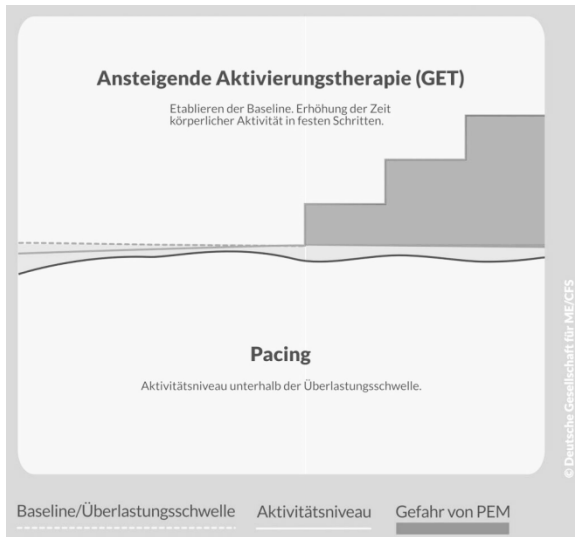 Ansteigende Aktivierungstherapie (GET)
Etablieren der Baseline. Erhöhung der Zeit
körperlicher Aktivität in festen Schritten.
Pacing
Aktivitätsniveau unterhalb der Überlastungsschwelle.
© Deutsche Gesellschaft für ME/CFS
Baseline/Überlastungsschwelle Aktivitätsniveau Gefahr von PEM